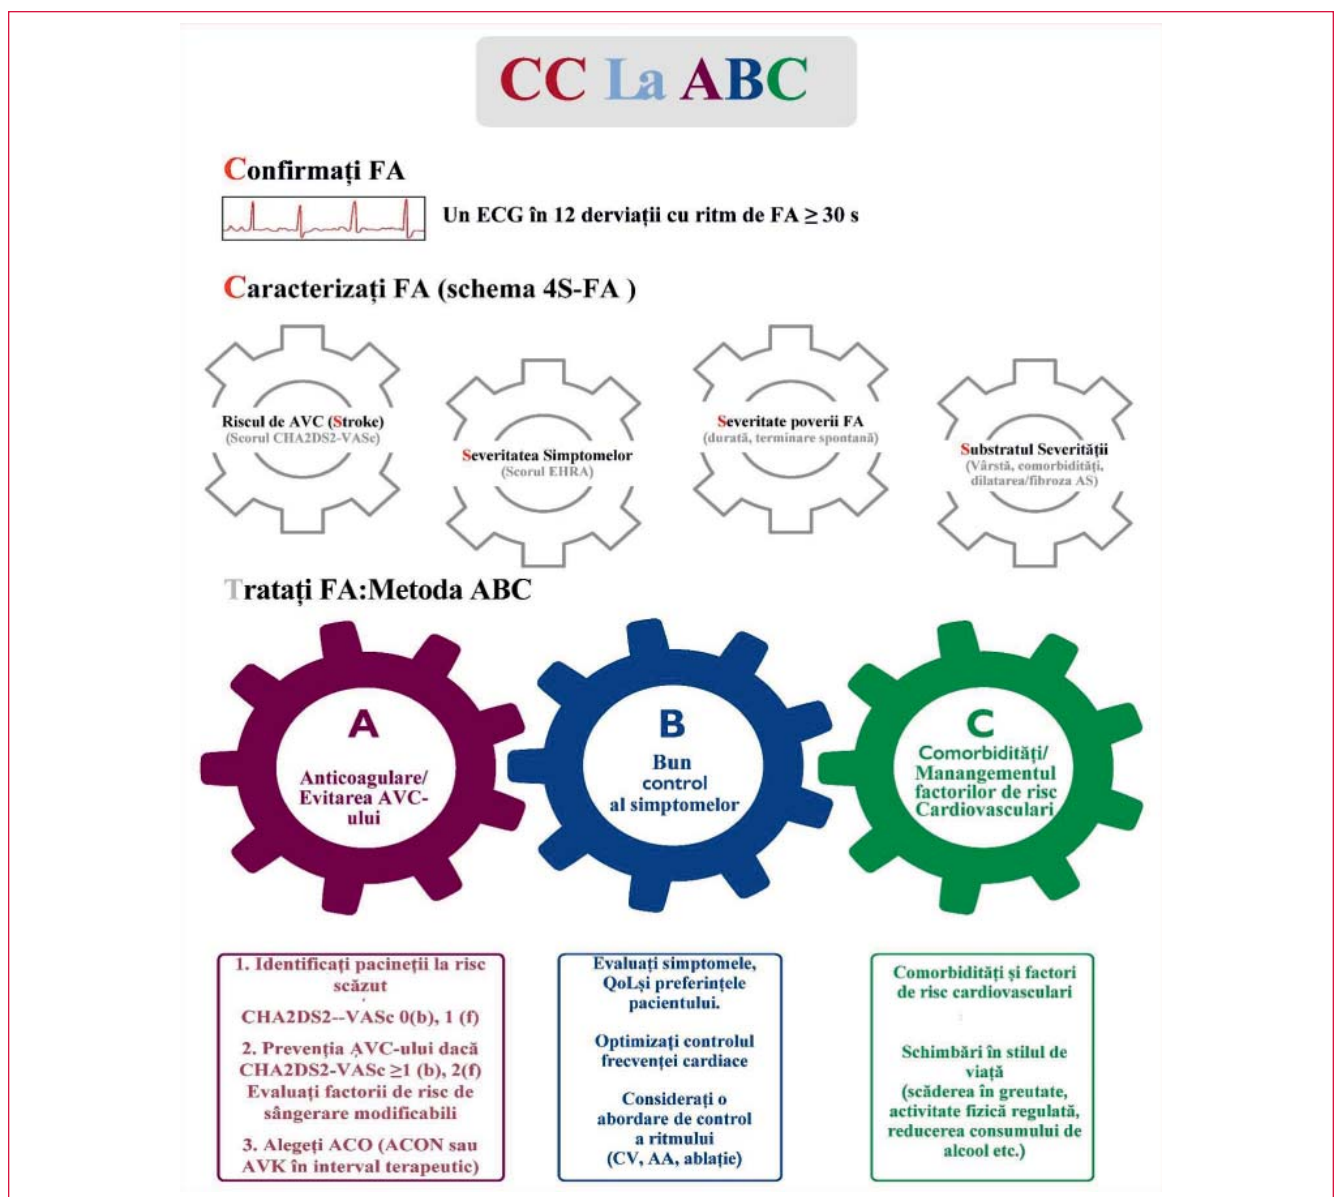 CC La ABC
Confirmați FA
Un ECG în 12 derviații cu ritm de FA ≥ 30 s
Caracterizați FA (schema 4S-FA )
Riscul de AVC (Stroke)
(Scorul CHA2DS2-VASc)
Severitatea Simptomelor
(Scorul EHRA)
Severitate poverii FA
(durată, terminare spontană)
Substratul Severității
(Vârstă, comorbidități,
dilatarea/fibroza AS)
Tratați FA:Metoda ABC
A
Anticoagulare/
Evitarea AVC-
ului
B
Bun
control
al simptomelor
C
Comorbidități/
Manangementul
factorilor de risc
Cardiovasculari
1. Identificați pacineții la risc
scăzut
CHA2DS2--VASc 0(b), 1 (f)
2. Prevenția AVC-ului dacă
CHA2DS2-VASc ≥1 (b), 2(f)
Evaluați factorii de risc de
sângerare modificabili
3. Alegeți ACO (ACON sau
AVK în interval terapeutic)
Evaluați simptomele,
QoLși preferințele
pacientului.
Optimizați controlul
frecvenței cardiace
Considerați o
abordare de control
a ritmului
(CV, AA, ablație)
Comorbidități și factori
de risc cardiovasculari
Schimbări în stilul de
viață
(scăderea în greutate,
activitate fizică regulată,
reducerea consumului de
alcool etc.)